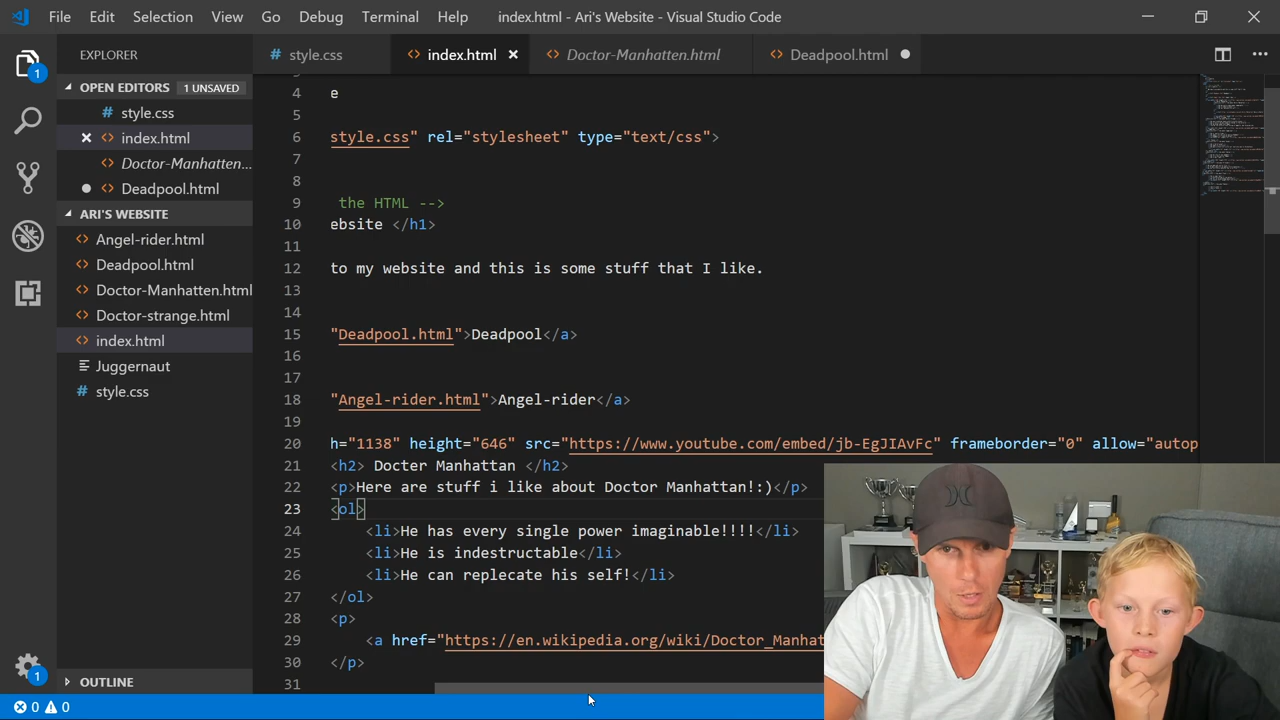 File Edit Selection View Go Debug Terminal Help index.html - Ari's Website - Visual Studio Code
EXPLORER
style.css index.html Doctor-Manhatten.html Deadpool.html
OPEN EDITORS 1 UNSAVED
style.css
index.html
Doctor-Manhatten...
Deadpool.html
ARI'S WEBSITE
Angel-rider.html
Deadpool.html
Doctor-Manhatten.html
Doctor-strange.html
index.html
Juggernaut
style.css
OUTLINE
1
1
4 e
5
6 style.css" rel="stylesheet" type="text/css">
7
8
9 the HTML -->
10 ebsite </h1>
11
12 to my website and this is some stuff that I like.
13
14
15 "Deadpool.html">Deadpool</a>
16
17
18 "Angel-rider.html">Angel-rider</a>
19
20 h="1138" height="646" src="https://www.youtube.com/embed/jb-EgJIAvFc" frameborder="0" allow="autop
21 <h2> Docter Manhattan </h2>
22 <p>Here are stuff i like about Doctor Manhattan!:)</p>
23 <ol>
24 <li>He has every single power imaginable!!!!</li>
25 <li>He is indestructable</li>
26 <li>He can replecate his self!</li>
27 </ol>
28 <p>
29 <a href="https://en.wikipedia.org/wiki/Doctor_Manhat
30 </p>
31
0 0